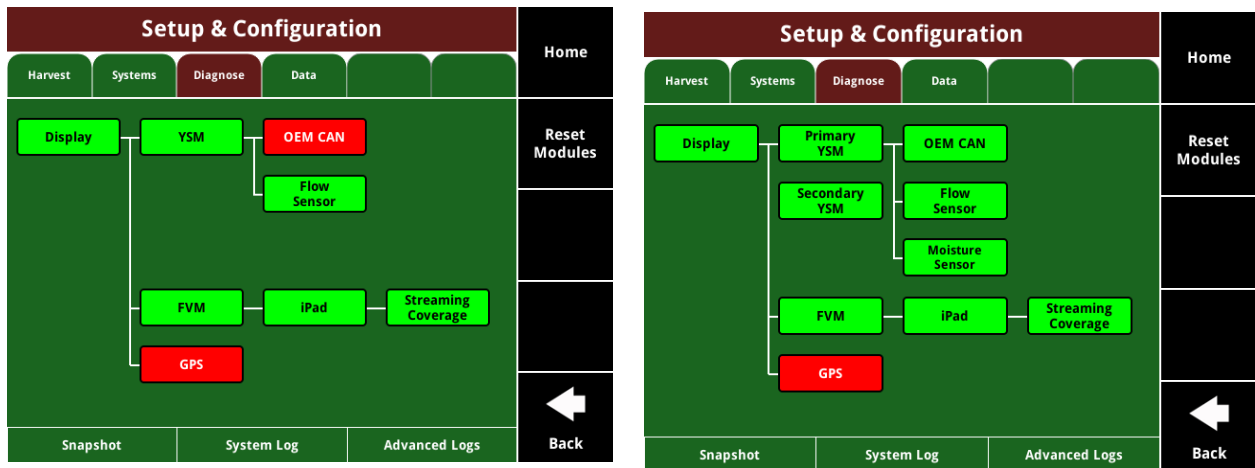 Setup & Configuration
Home
Harvest
Systems
Diagnose
Data
Display
YSM
OEM CAN
Reset
Modules
Flow
Sensor
FVM
iPad
Streaming
Coverage
GPS
Back
Snapshot
System Log
Advanced Logs
Setup & Configuration
Home
Harvest
Systems
Diagnose
Data
Display
Primary
YSM
OEM CAN
Reset
Modules
Secondary
YSM
Flow
Sensor
Moisture
Sensor
FVM
iPad
Streaming
Coverage
GPS
Back
Snapshot
System Log
Advanced Logs